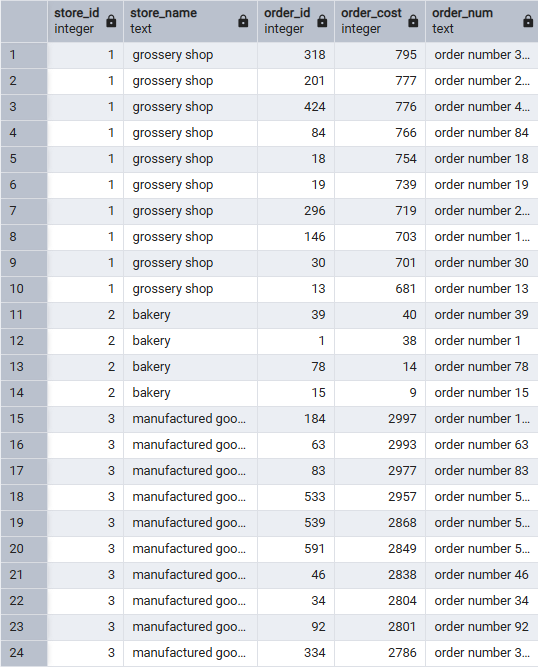 store_id store_name order_id order_cost order_num
integer text integer integer text
1 1 grossery shop 318 795 order number 3...
2 1 grossery shop 201 777 order number 2...
3 1 grossery shop 424 776 order number 4...
4 1 grossery shop 84 766 order number 84
5 1 grossery shop 18 754 order number 18
6 1 grossery shop 19 739 order number 19
7 1 grossery shop 296 719 order number 2...
8 1 grossery shop 146 703 order number 1...
9 1 grossery shop 30 701 order number 30
10 1 grossery shop 13 681 order number 13
11 2 bakery 39 40 order number 39
12 2 bakery 1 38 order number 1
13 2 bakery 78 14 order number 78
14 2 bakery 15 9 order number 15
15 3 manufactured goo... 184 2997 order number 1...
16 3 manufactured goo... 63 2993 order number 63
17 3 manufactured goo... 83 2977 order number 83
18 3 manufactured goo... 533 2957 order number 5...
19 3 manufactured goo... 539 2868 order number 5...
20 3 manufactured goo... 591 2849 order number 5...
21 3 manufactured goo... 46 2838 order number 46
22 3 manufactured goo... 34 2804 order number 34
23 3 manufactured goo... 92 2801 order number 92
24 3 manufactured goo... 334 2786 order number 3...